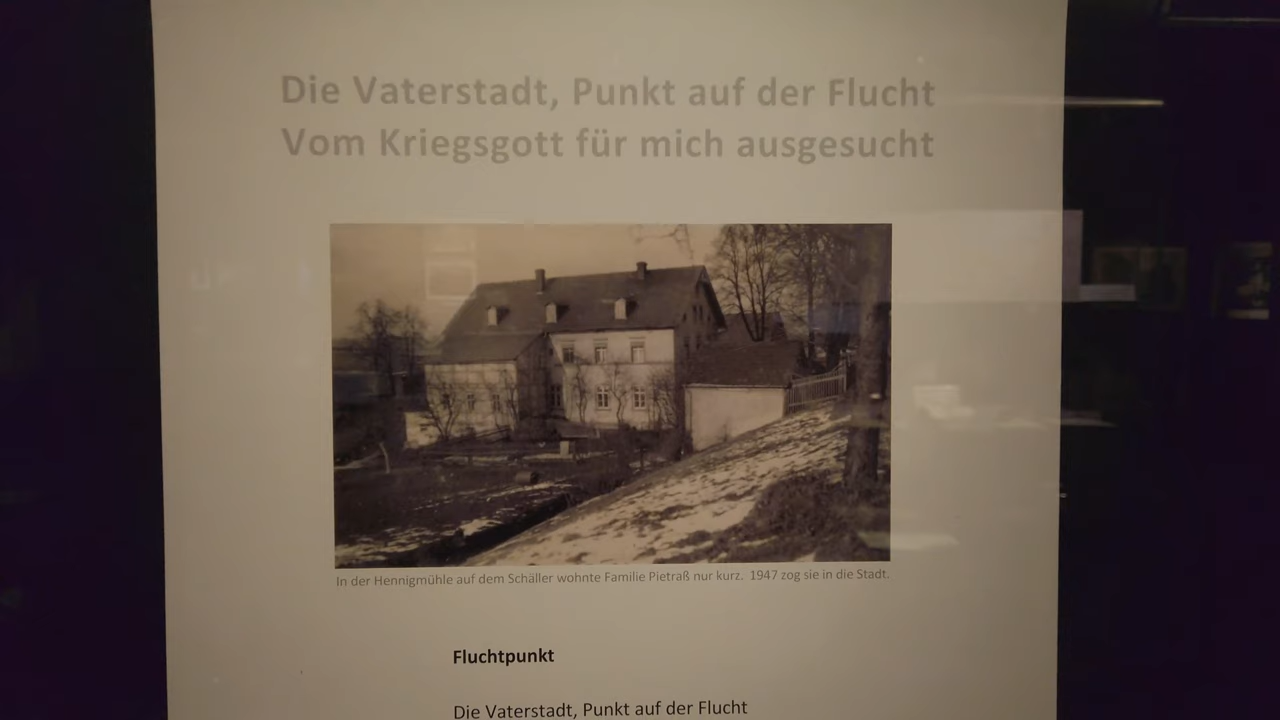 Die Vaterstadt, Punkt auf der Flucht
Vom Kriegsgott für mich ausgesucht
In der Hennigmühle auf dem Schäller wohnte Familie Pietraß nur kurz. 1947 zog sie in die Stadt.
Fluchtpunkt
Die Vaterstadt, Punkt auf der Flucht